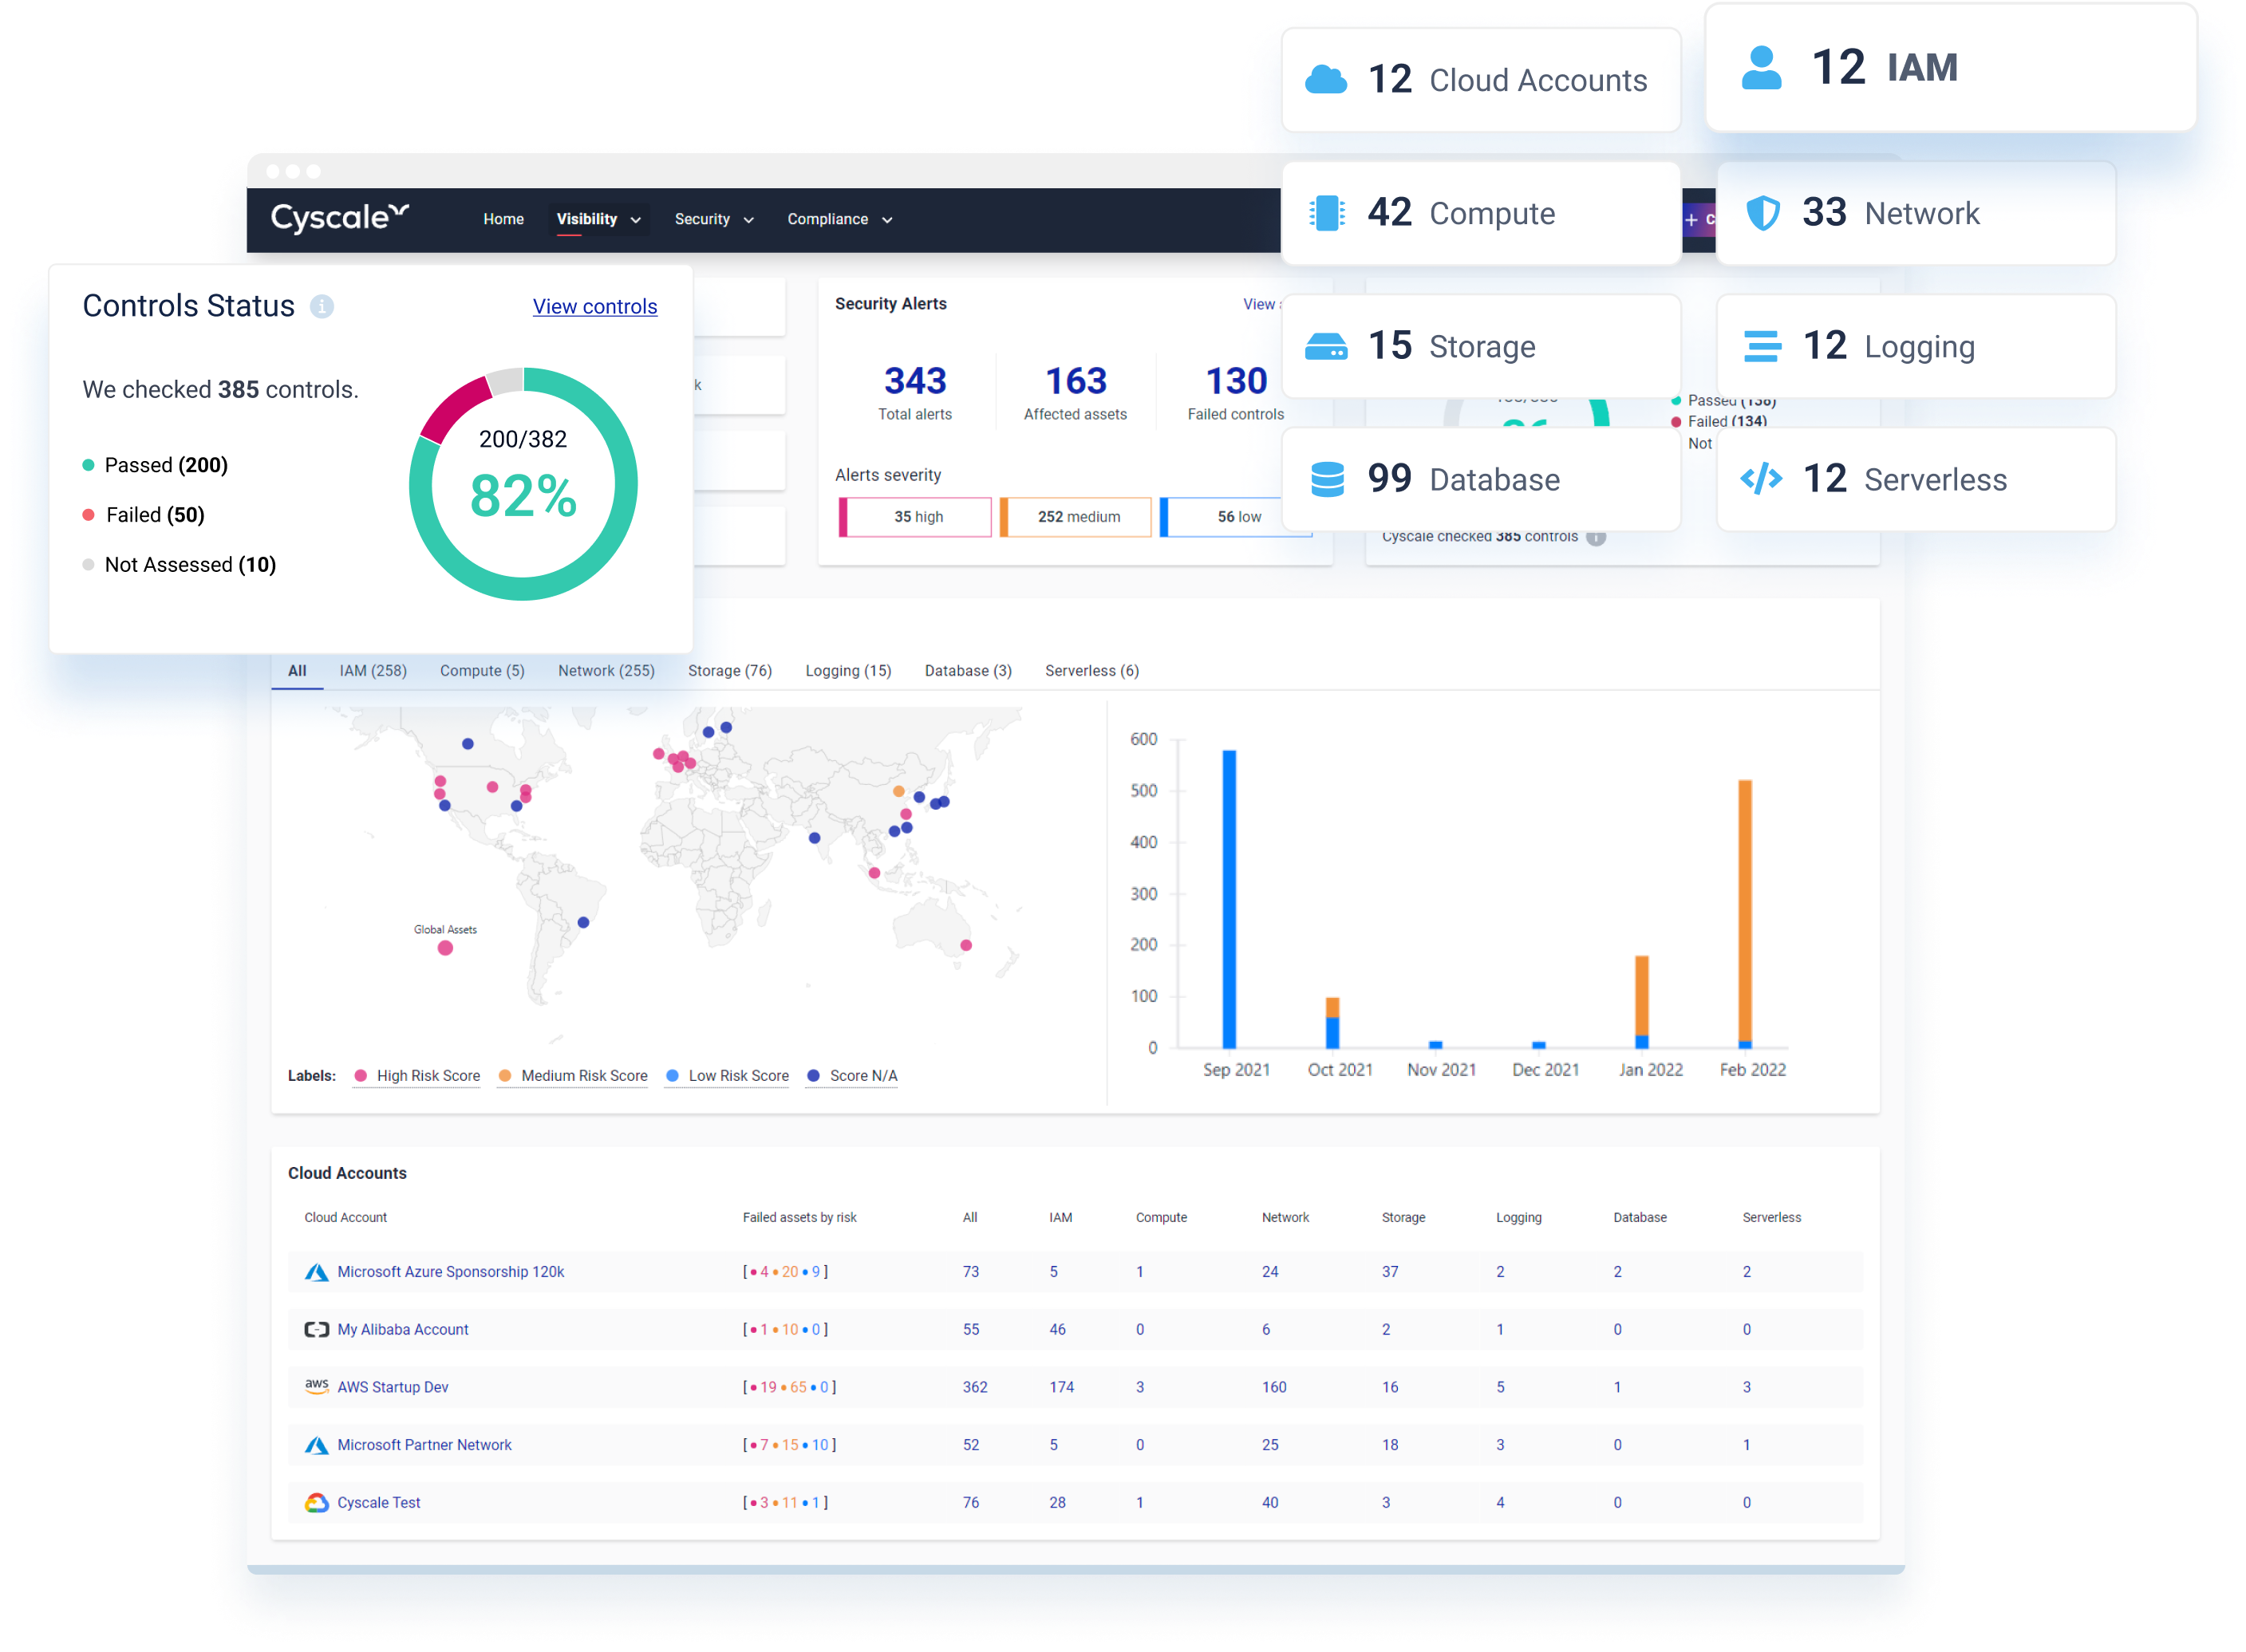 12 Cloud Accounts
12 IAM
42 Compute
33 Network
15 Storage
12 Logging
99 Database
12 Serverless
Cyscale
Home
Visibility
Security
Compliance
+ C
Controls Status
View controls
We checked 385 controls.
Passed (200)
Failed (50)
Not Assessed (10)
200/382
82%
k
Security Alerts
View
343
Total alerts
163
Affected assets
130
Failed controls
Alerts severity
35 high
252 medium
56 low
Passed (138)
Failed (134)
Not
Cyscale checked 385 controls
All
IAM (258)
Compute (5)
Network (255)
Storage (76)
Logging (15)
Database (3)
Serverless (6)
Global Assets
Labels:
High Risk Score
Medium Risk Score
Low Risk Score
Score N/A
600
500
400
300
200
100
0
Sep 2021
Oct 2021
Nov 2021
Dec 2021
Jan 2022
Feb 2022
Cloud Accounts
Cloud Account Failed assets by risk All IAM Compute Network Storage Logging Database Serverless
Microsoft Azure Sponsorship 120k [ • 4 • 20 • 9 ] 73 5 1 24 37 2 2 2
My Alibaba Account [ • 1 • 10 • 0 ] 55 46 0 6 2 1 0 0
aws AWS Startup Dev [ • 19 • 65 • 0 ] 362 174 3 160 16 5 1 3
Microsoft Partner Network [ • 7 • 15 • 10 ] 52 5 0 25 18 3 0 1
Cyscale Test [ • 3 • 11 • 1 ] 76 28 1 40 3 4 0 0